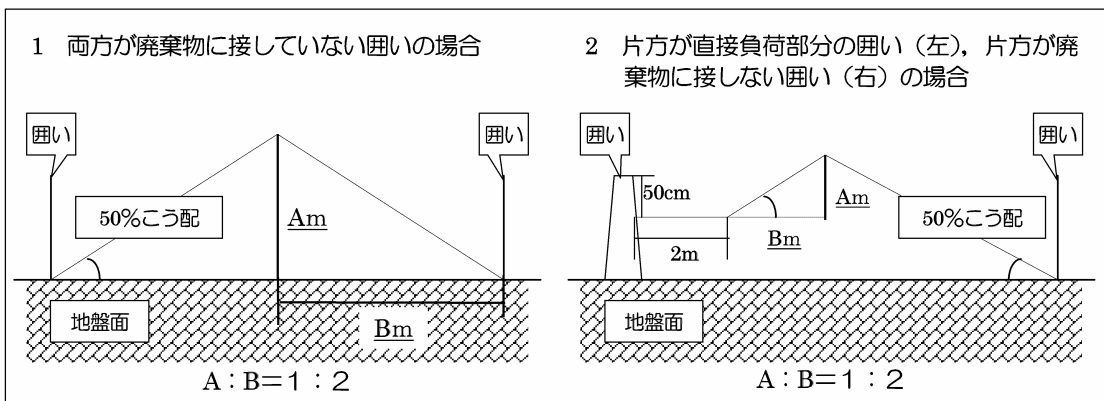 1 両方が廃棄物に接していない囲いの場合
囲い
囲い
50%こう配
Am
地盤面
Bm
A：B＝1：2
2 片方が直接負荷部分の囲い（左），片方が廃
棄物に接しない囲い（右）の場合
囲い
囲い
50cm
Am
50%こう配
Bm
2m
地盤面
A：B＝1：2